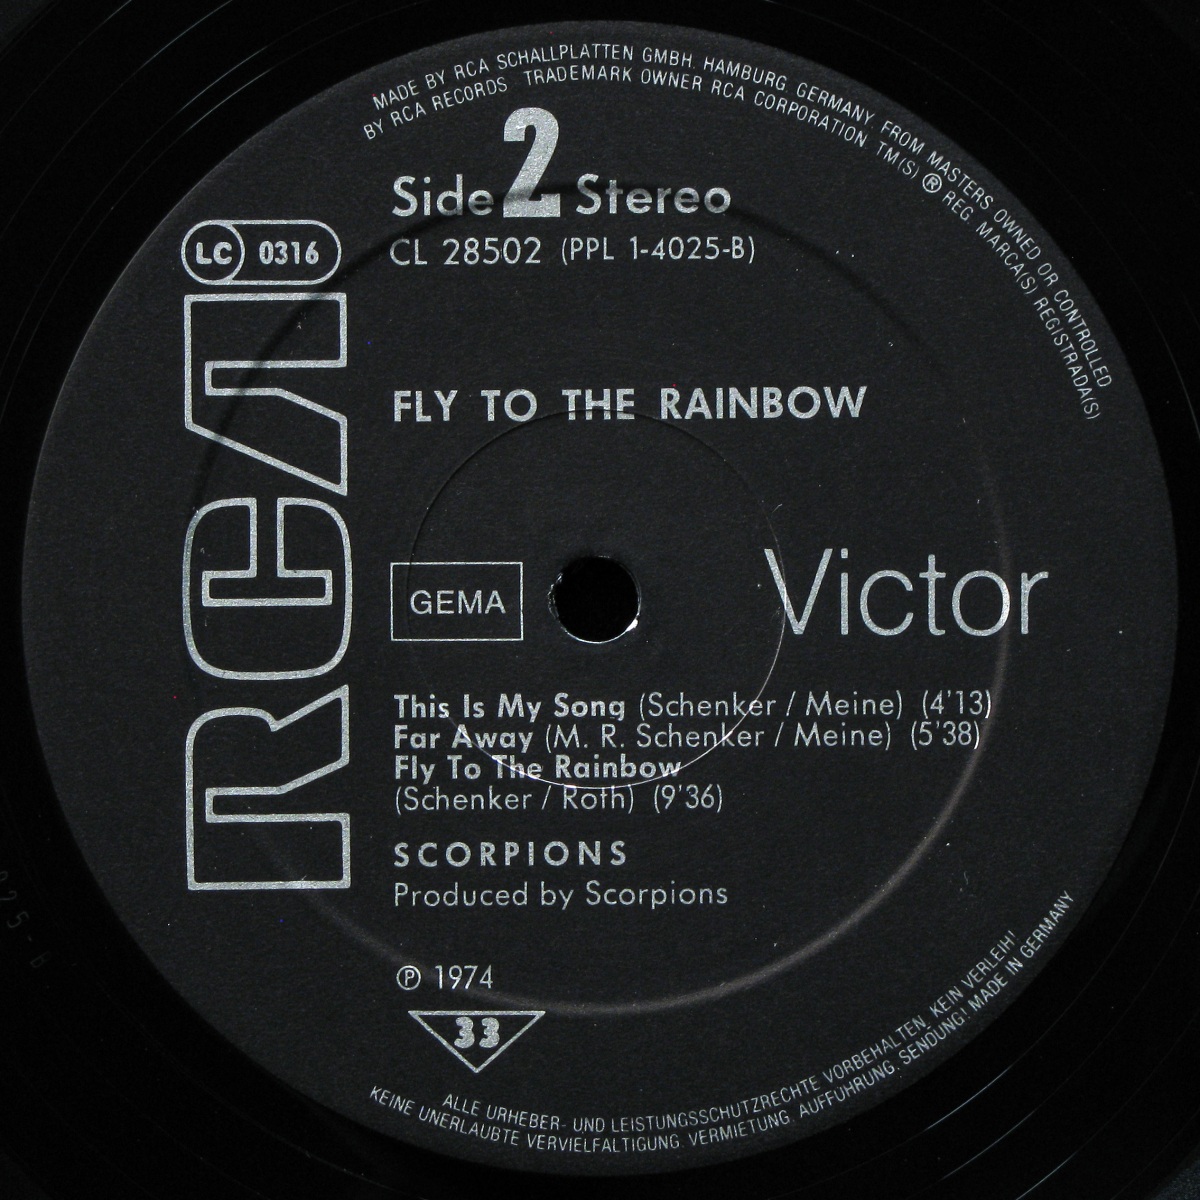 MADE BY RCA SCHALLPLATTEN GMBH. HAMBURG. GERMANY. FROM MASTERS OWNED OR CONTROLLED
BY RCA RECORDS TRADEMARK OWNER RCA CORPORATION TM(S) ® REG. MARCA(S) REGISTRADA(S)
Side 2 Stereo
CL 28502 (PPL 1-4025-B)
LC 0316
RCA
FLY TO THE RAINBOW
GEMA
Victor
This Is My Song (Schenker / Meine) (4'13)
Far Away (M. R. Schenker / Meine) (5'38)
Fly To The Rainbow
(Schenker / Roth) (9'36)
SCORPIONS
Produced by Scorpions
℗ 1974
33
ALLE URHEBER- UND LEISTUNGSSCHUTZRECHTE VORBEHALTEN. KEIN VERLEIH!
KEINE UNERLAUBTE VERVIELFÄLTIGUNG. VERMIETUNG. AUFFÜHRUNG. SENDUNG! MADE IN GERMANY